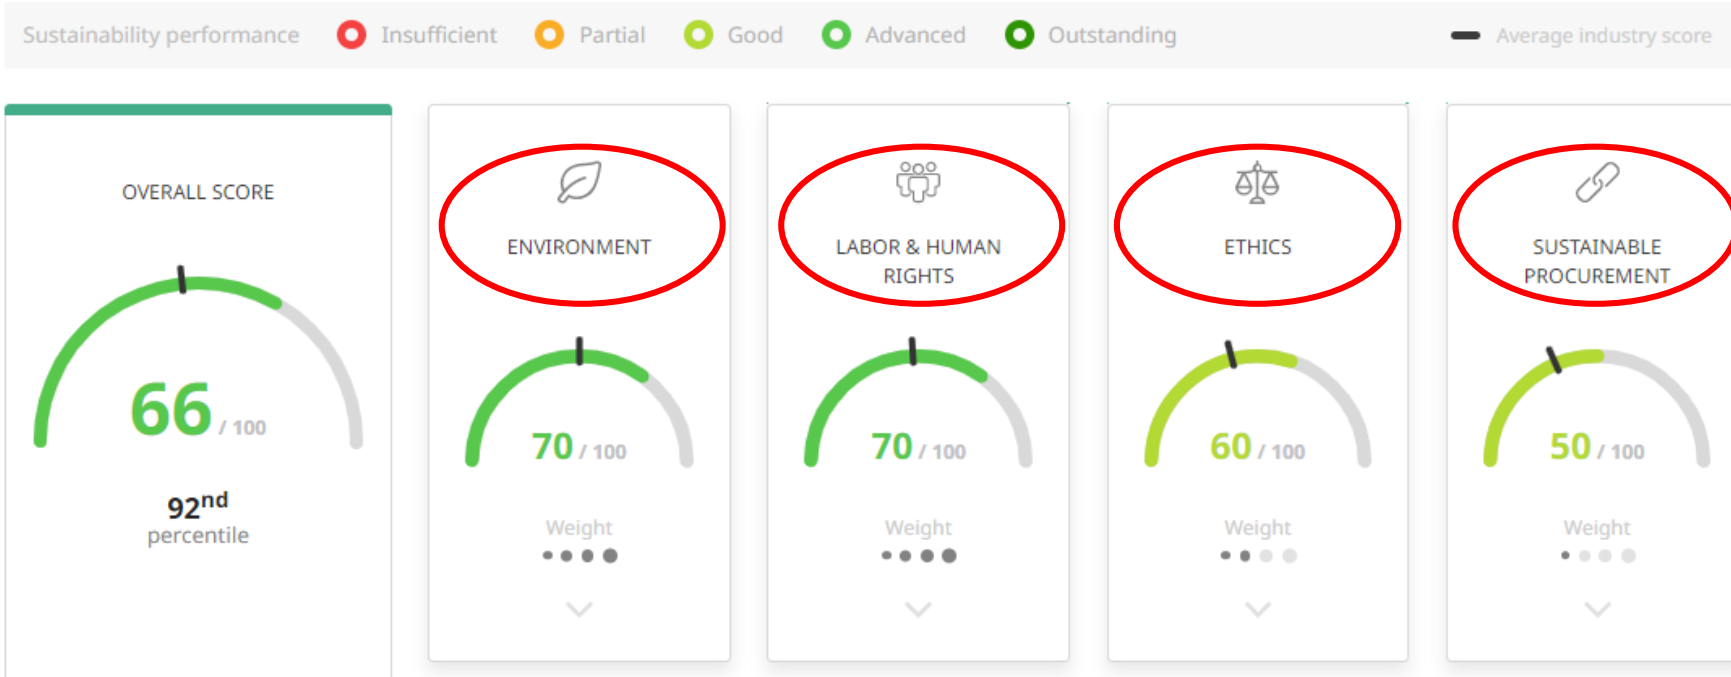 Sustainability performance Insufficient Partial Good Advanced Outstanding Average industry score
OVERALL SCORE
66 / 100
92nd
percentile
ENVIRONMENT
70 / 100
Weight
LABOR & HUMAN
RIGHTS
70 / 100
Weight
ETHICS
60 / 100
Weight
SUSTAINABLE
PROCUREMENT
50 / 100
Weight